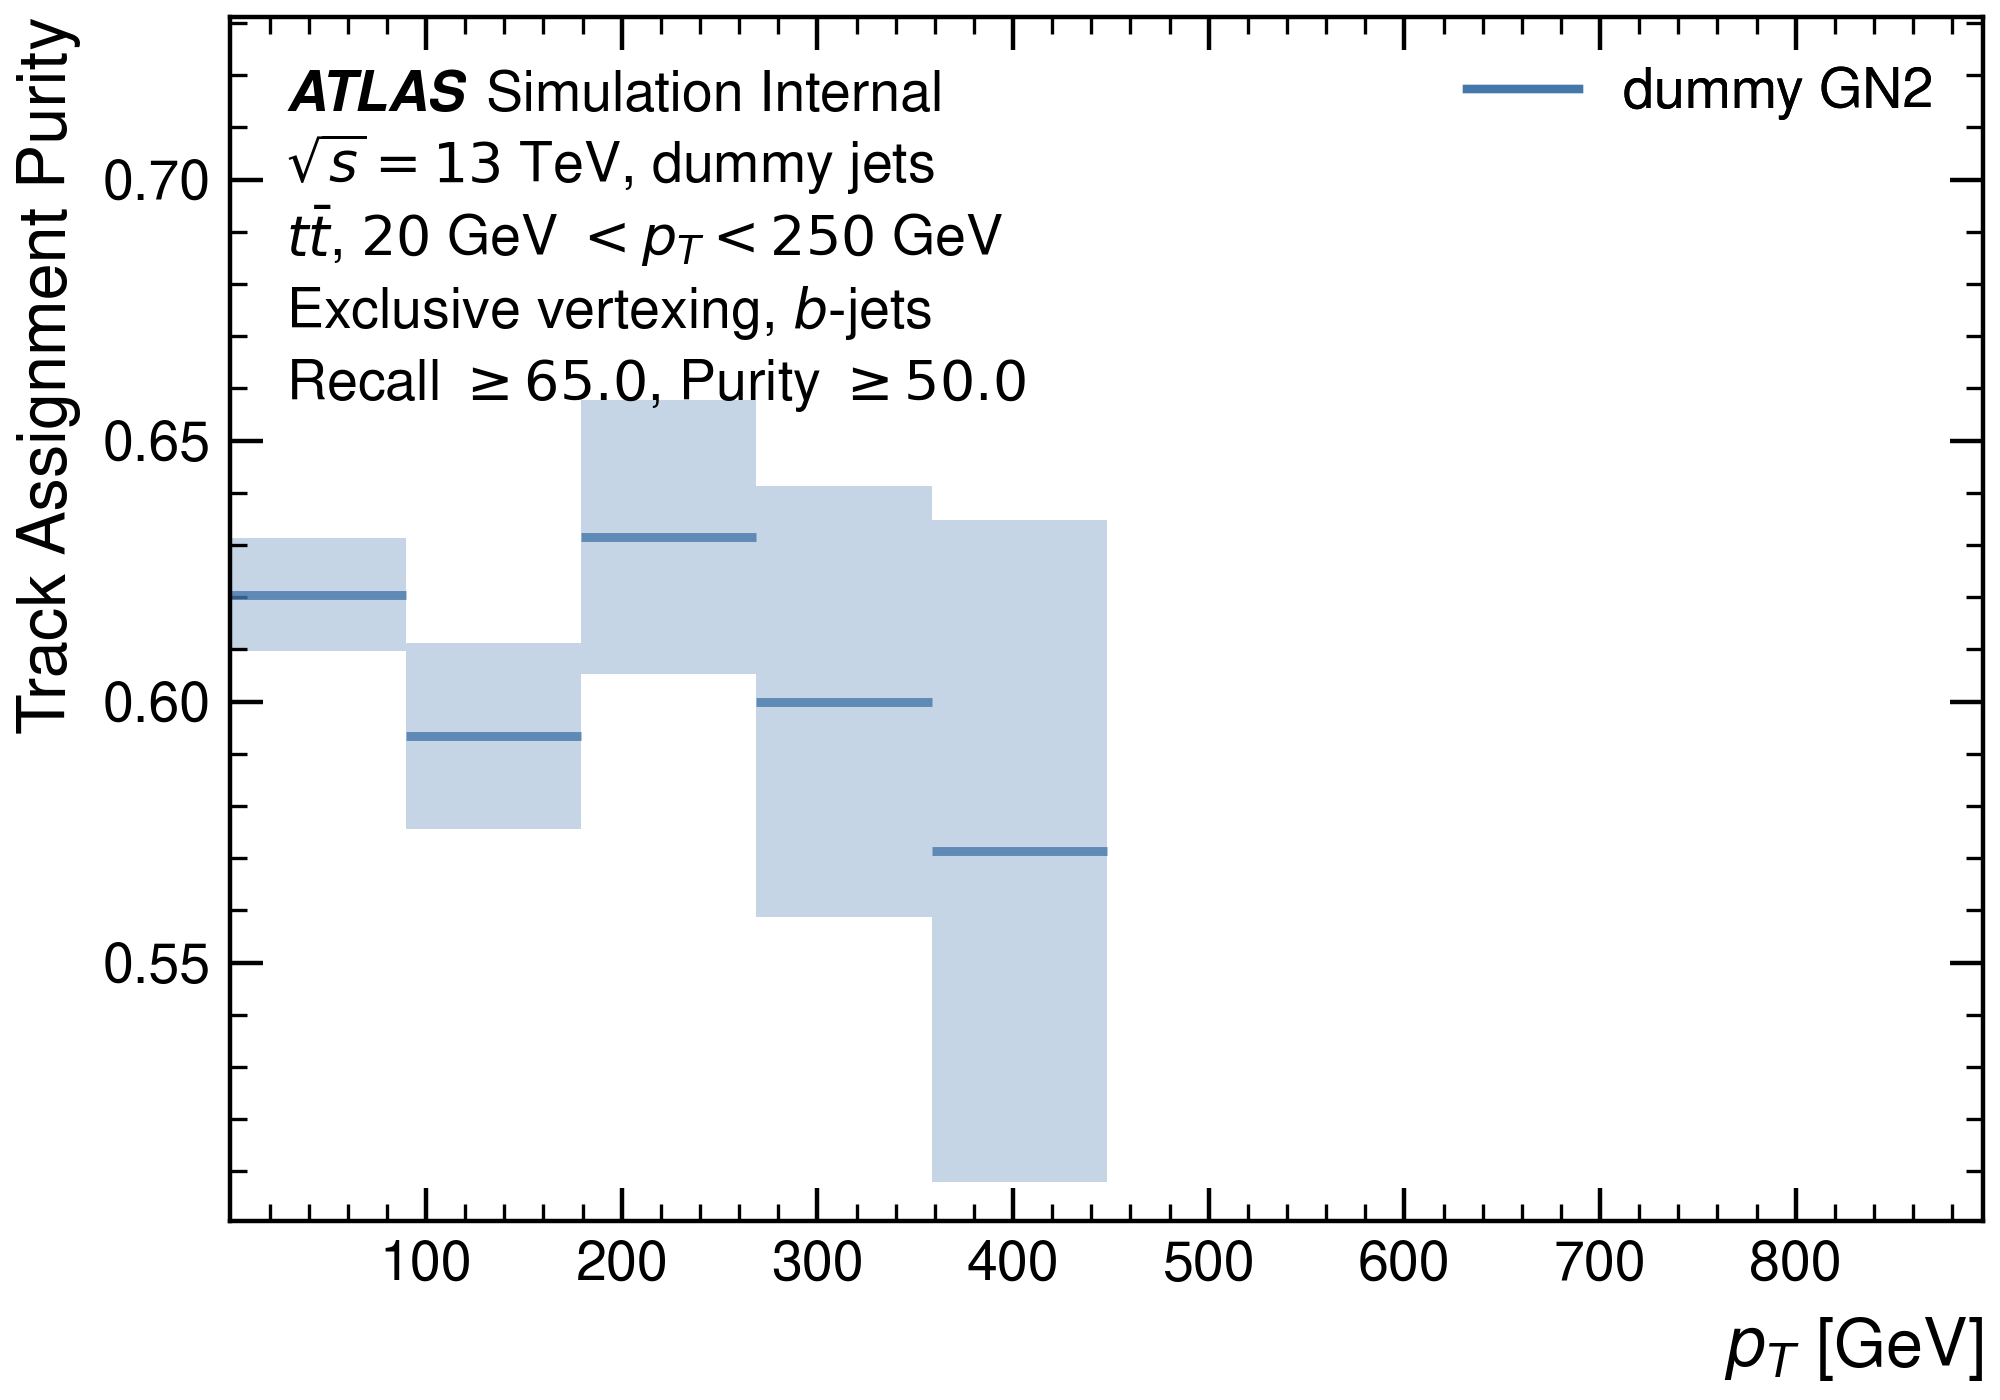 Track Assignment Purity
ATLAS Simulation Internal
√s = 13 TeV, dummy jets
tt̄, 20 GeV < p_T < 250 GeV
Exclusive vertexing, b-jets
Recall ≥ 65.0, Purity ≥ 50.0
dummy GN2
0.70
0.65
0.60
0.55
100 200 300 400 500 600 700 800
p_T [GeV]